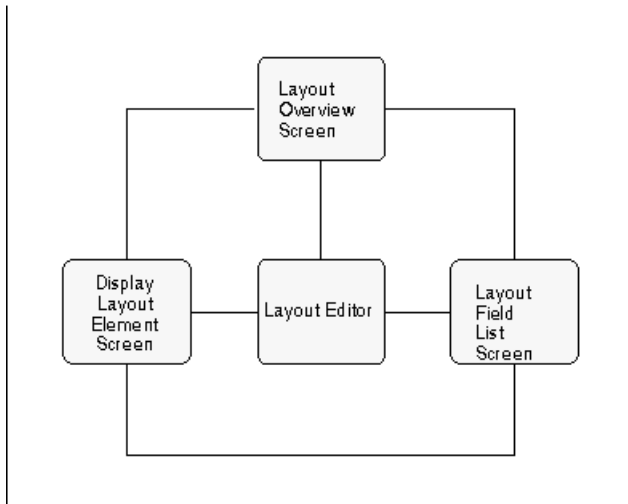 Layout
Overview
Screen
Display
Layout
Element
Screen
Layout Editor
Layout
Field
List
Screen